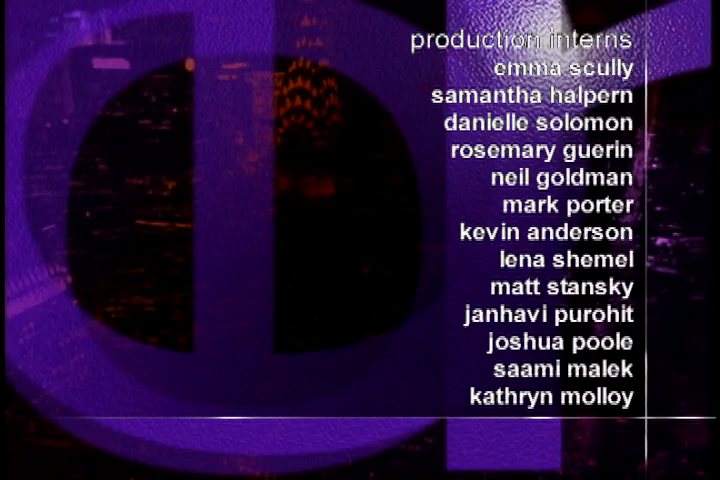 production interns
emma scully
samantha halpern
danielle solomon
rosemary guerin
neil goldman
mark porter
kevin anderson
lena shemel
matt stansky
janhavi purohit
joshua poole
saami malek
kathryn molloy